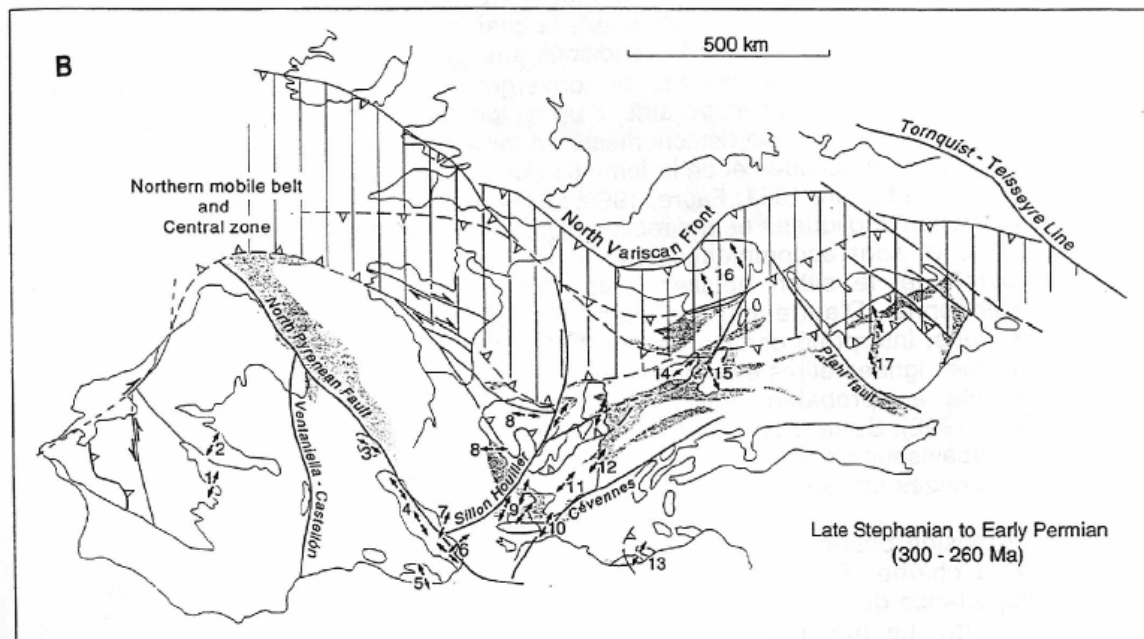 B
500 km
Northern mobile belt
and
Central zone
Tornquist - Teisseyre Line
North Variscan Front
North Pyrenean Fault
Ventaniella - Castellón
Sillon Houiller
Cévennes
Pfahl fault
1
2
3
4
5
6
7
8
8
9
10
11
12
13
14
15
16
17
Late Stephanian to Early Permian
(300 - 260 Ma)